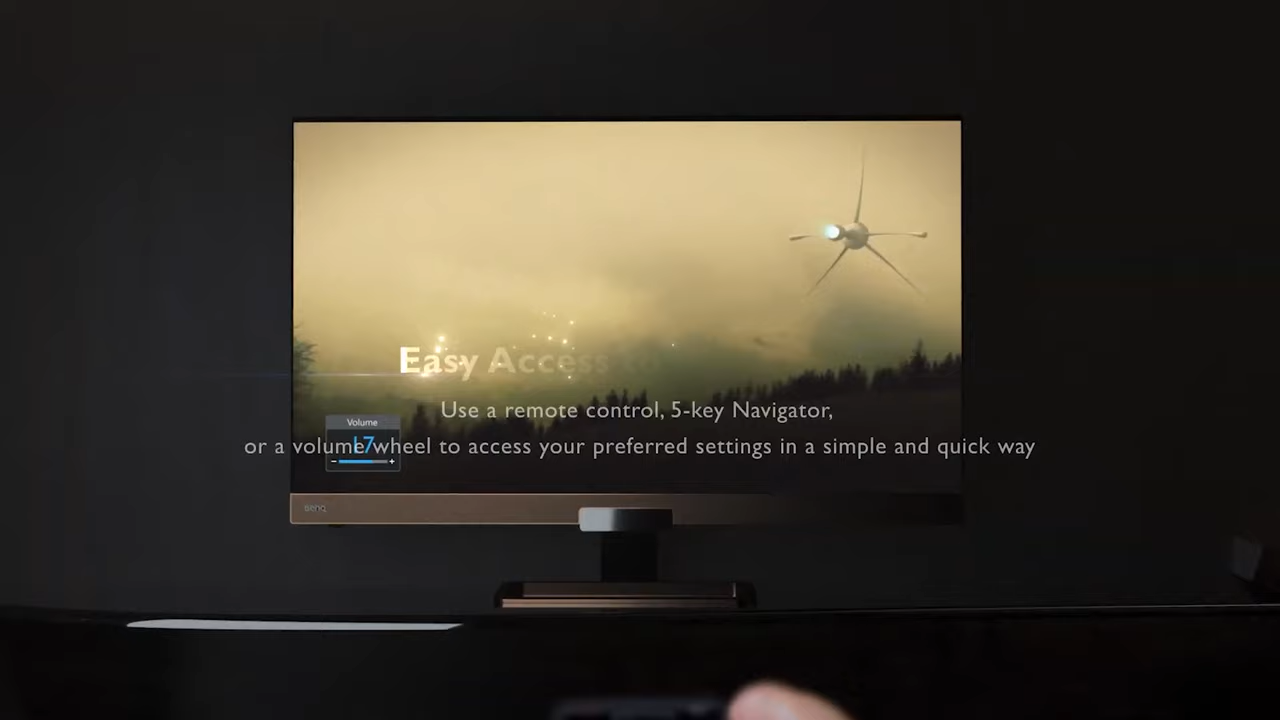 Easy Access to
Use a remote control, 5-key Navigator,
Volume
17
or a volume wheel to access your preferred settings in a simple and quick way
− +
BenQ